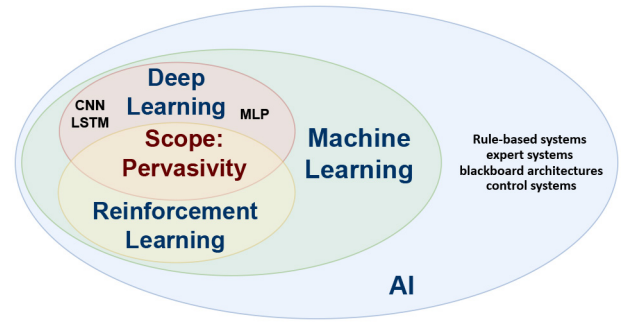 Deep
Learning
CNN
LSTM
MLP
Scope:
Pervasivity
Machine
Learning
Reinforcement
Learning
Rule-based systems
expert systems
blackboard architectures
control systems
AI